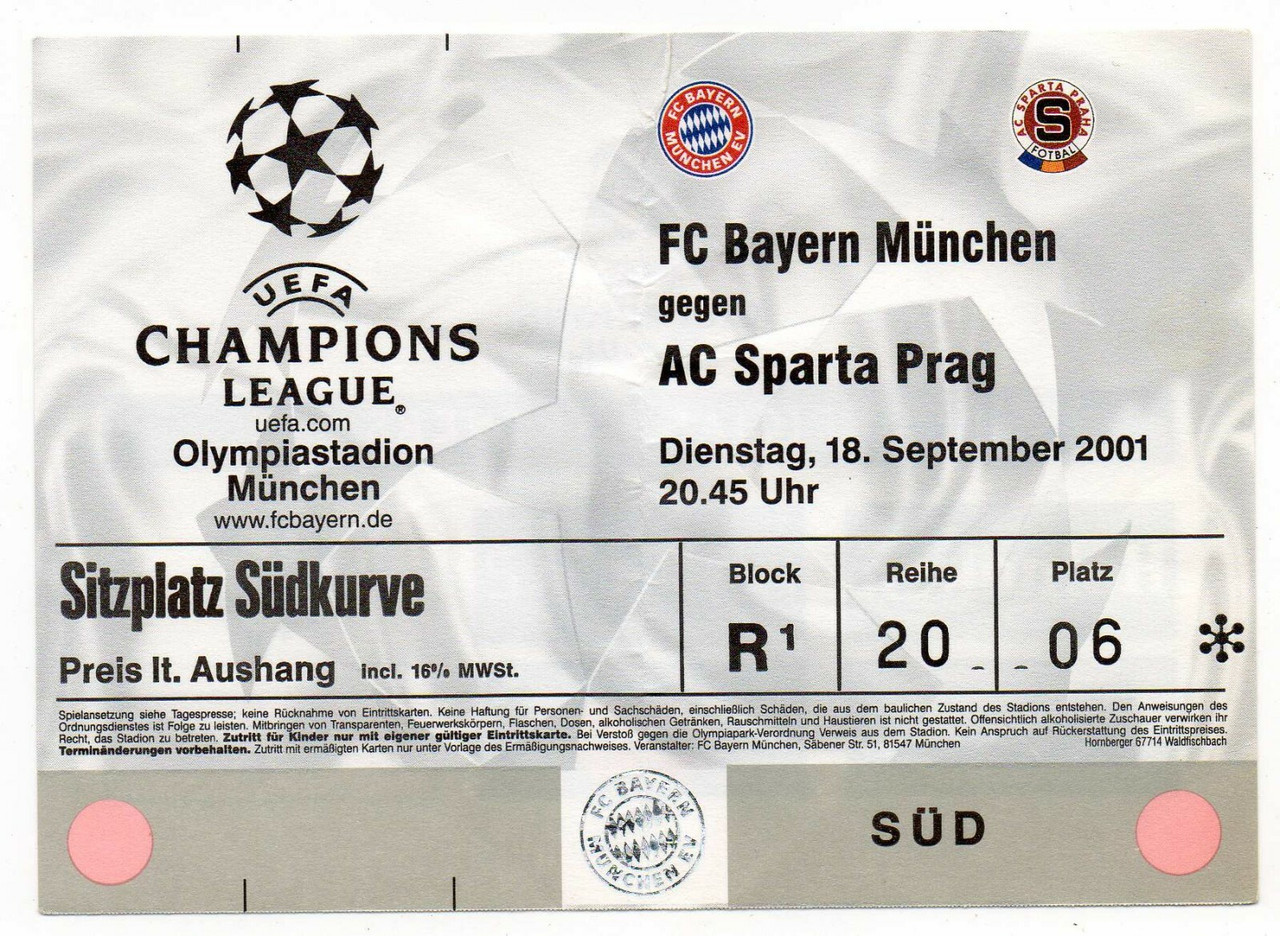 FC BAYERN MÜNCHEN EV
AC SPARTA PRAHA
S
FOTBAL
UEFA
CHAMPIONS
LEAGUE®
uefa.com
Olympiastadion
München
www.fcbayern.de
FC Bayern München
gegen
AC Sparta Prag
Dienstag, 18. September 2001
20.45 Uhr
Sitzplatz Südkurve
Preis lt. Aushang incl. 16% MWSt.
Block
R¹
Reihe
20
Platz
06
Spielansetzung siehe Tagespresse; keine Rücknahme von Eintrittskarten. Keine Haftung für Personen- und Sachschäden, einschließlich Schäden, die aus dem baulichen Zustand des Stadions entstehen. Den Anweisungen des
Ordnungsdienstes ist Folge zu leisten. Mitbringen von Transparenten, Feuerwerkskörpern, Flaschen, Dosen, alkoholischen Getränken, Rauschmitteln und Haustieren ist nicht gestattet. Offensichtlich alkoholisierte Zuschauer verwirken ihr
Recht, das Stadion zu betreten. Zutritt für Kinder nur mit eigener gültiger Eintrittskarte. Bei Verstoß gegen die Olympiapark-Verordnung Verweis aus dem Stadion. Kein Anspruch auf Rückerstattung des Eintrittspreises.
Terminänderungen vorbehalten. Zutritt mit ermäßigten Karten nur unter Vorlage des Ermäßigungsnachweises. Veranstalter: FC Bayern München, Säbener Str. 51, 81547 München Hornberger 67714 Waldfischbach
FC BAYERN MÜNCHEN EV
SÜD